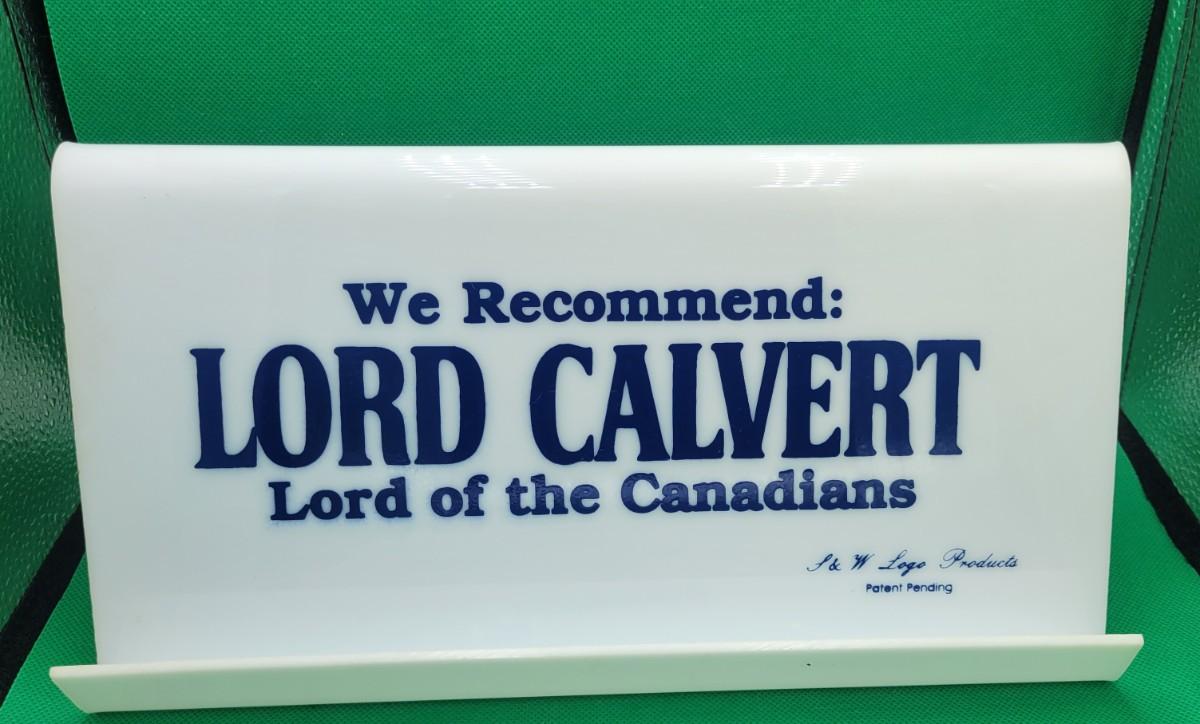 We Recommend:
LORD CALVERT
Lord of the Canadians
S & W Logo Products
Patent Pending